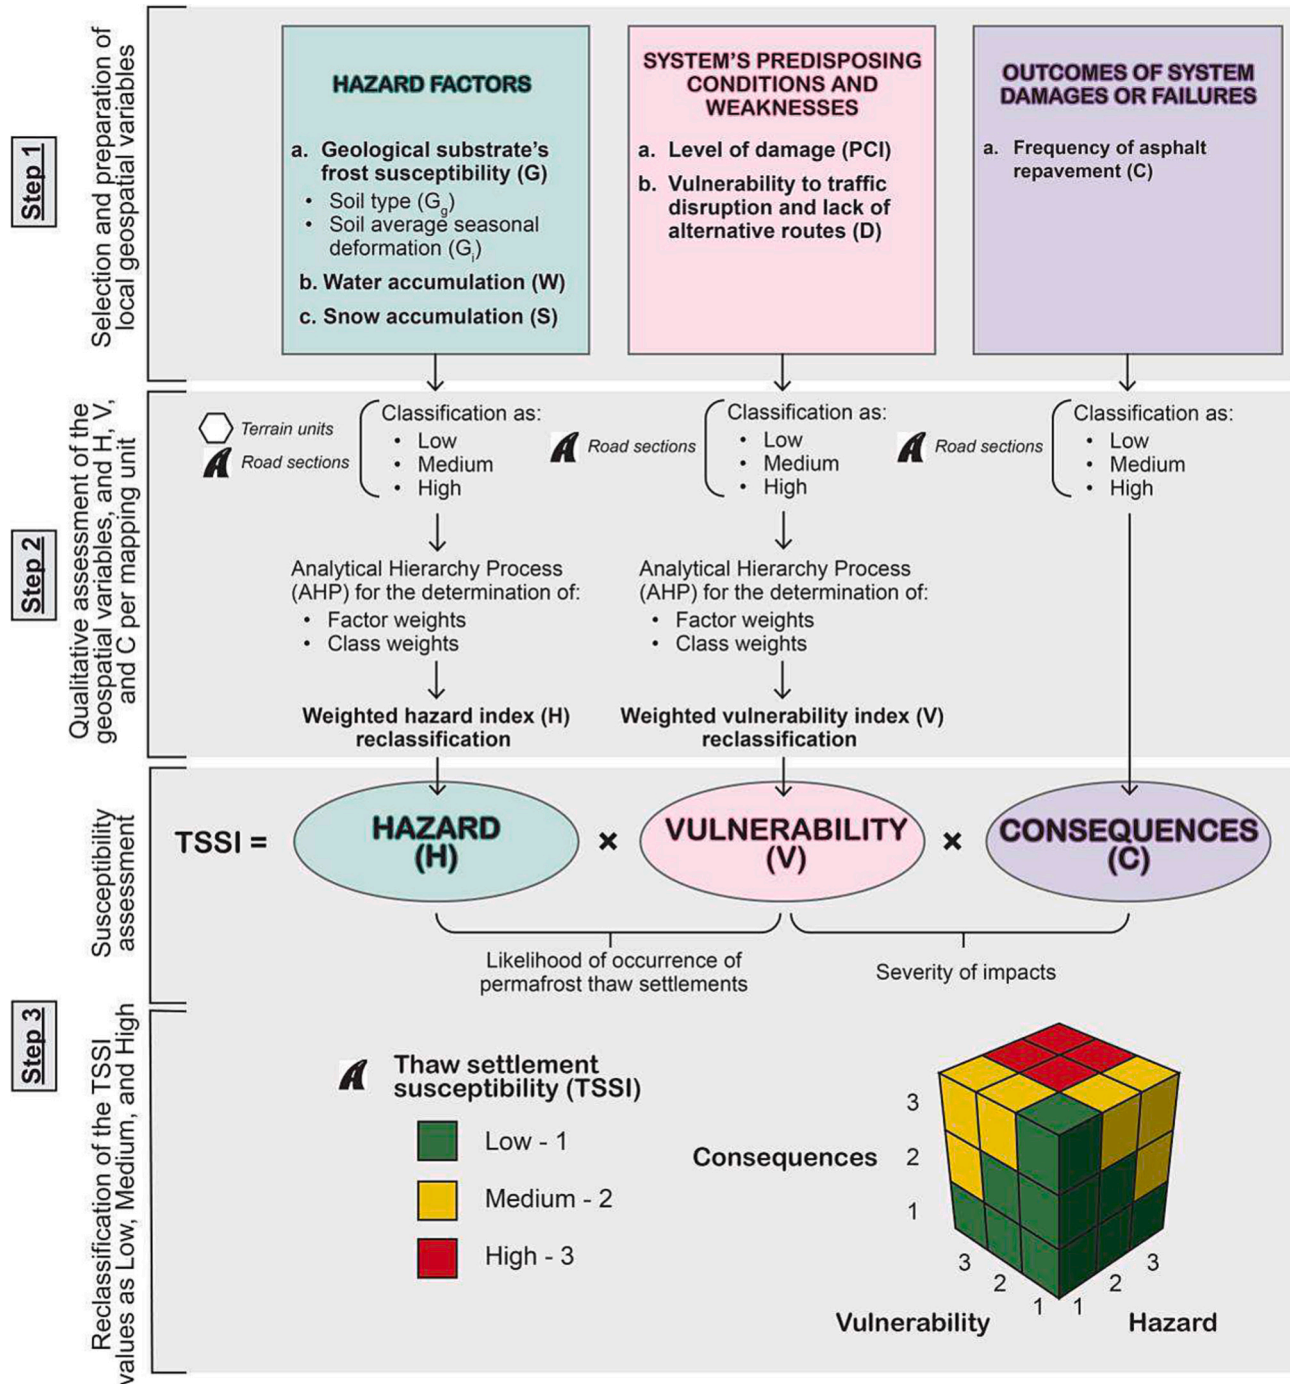 Step 1
Selection and preparation of
local geospatial variables
HAZARD FACTORS
a. Geological substrate's
frost susceptibility (G)
• Soil type (Gg)
• Soil average seasonal
deformation (Gi)
b. Water accumulation (W)
c. Snow accumulation (S)
SYSTEM'S PREDISPOSING
CONDITIONS AND
WEAKNESSES
a. Level of damage (PCI)
b. Vulnerability to traffic
disruption and lack of
alternative routes (D)
OUTCOMES OF SYSTEM
DAMAGES OR FAILURES
a. Frequency of asphalt
repavement (C)
Step 2
Qualitative assessment of the
geospatial variables, and H, V,
and C per mapping unit
Terrain units
Road sections
Classification as:
• Low
• Medium
• High
Analytical Hierarchy Process
(AHP) for the determination of:
• Factor weights
• Class weights
Weighted hazard index (H)
reclassification
Road sections
Classification as:
• Low
• Medium
• High
Analytical Hierarchy Process
(AHP) for the determination of:
• Factor weights
• Class weights
Weighted vulnerability index (V)
reclassification
Road sections
Classification as:
• Low
• Medium
• High
Step 3
Susceptibility
assessment
TSSI =
HAZARD
(H)
×
VULNERABILITY
(V)
×
CONSEQUENCES
(C)
Likelihood of occurrence of
permafrost thaw settlements
Severity of impacts
Reclassification of the TSSI
values as Low, Medium, and High
Thaw settlement
susceptibility (TSSI)
Low - 1
Medium - 2
High - 3
Consequences
3
2
1
3
2
1
1
2
3
Vulnerability
Hazard